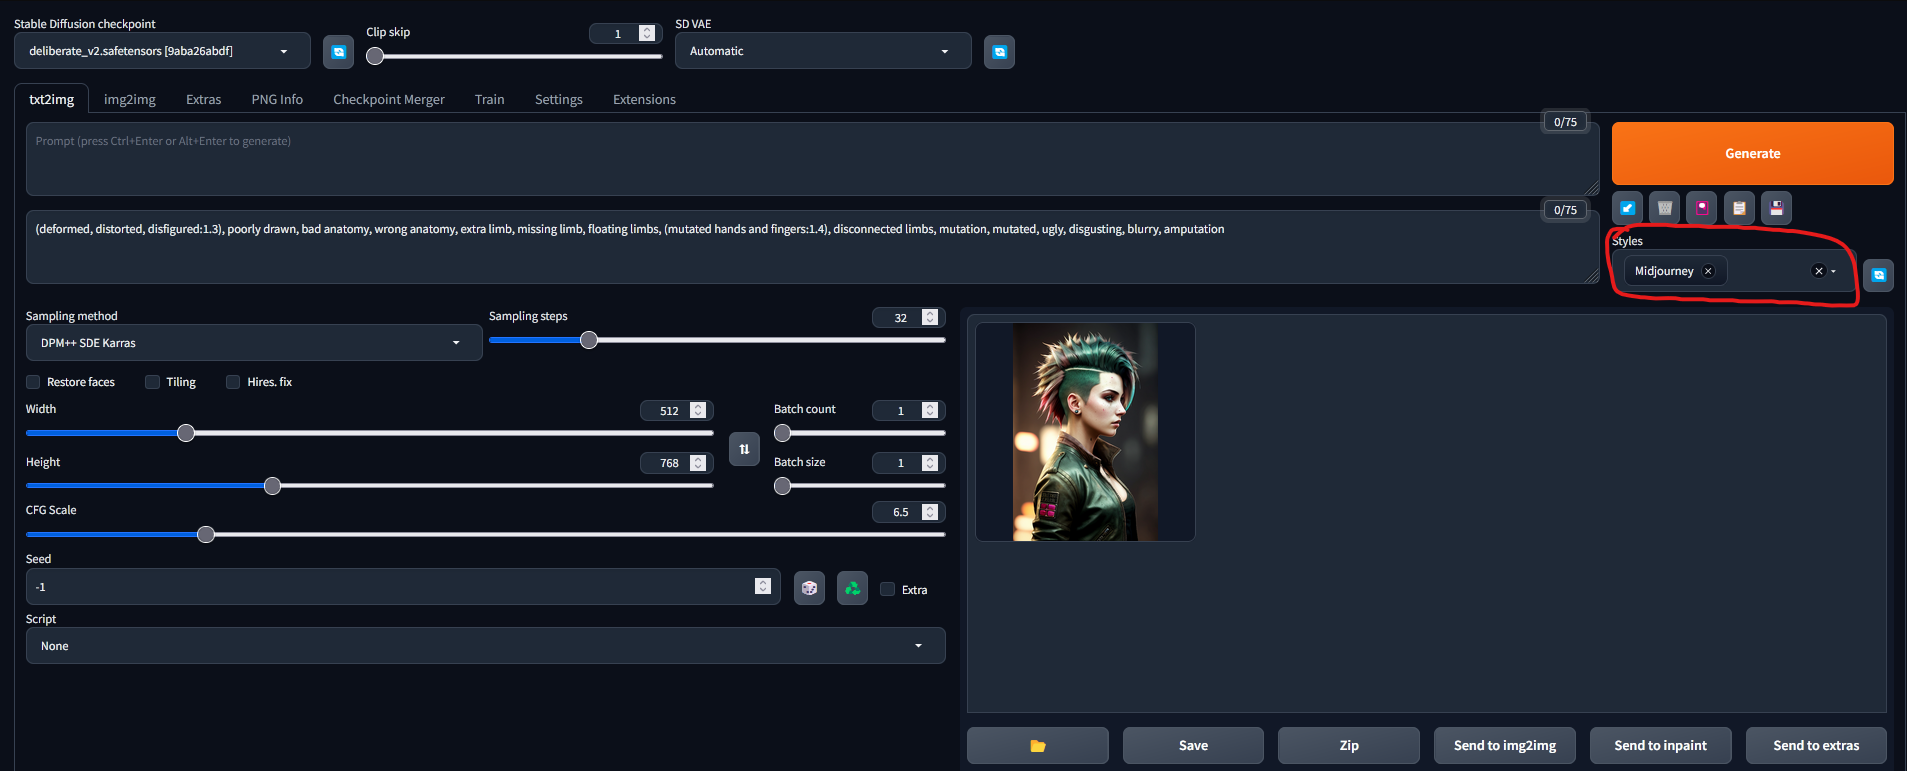 Stable Diffusion checkpoint
deliberate_v2.safetensors [9aba26abdf]
Clip skip
1
SD VAE
Automatic
txt2img
img2img
Extras
PNG Info
Checkpoint Merger
Train
Settings
Extensions
Prompt (press Ctrl+Enter or Alt+Enter to generate)
0/75
(deformed, distorted, disfigured:1.3), poorly drawn, bad anatomy, wrong anatomy, extra limb, missing limb, floating limbs, (mutated hands and fingers:1.4), disconnected limbs, mutation, mutated, ugly, disgusting, blurry, amputation
0/75
Generate
Styles
Midjourney
Sampling method
DPM++ SDE Karras
Sampling steps
32
Restore faces
Tiling
Hires. fix
Width
512
Height
768
Batch count
1
Batch size
1
CFG Scale
6.5
Seed
-1
Extra
Script
None
Save
Zip
Send to img2img
Send to inpaint
Send to extras